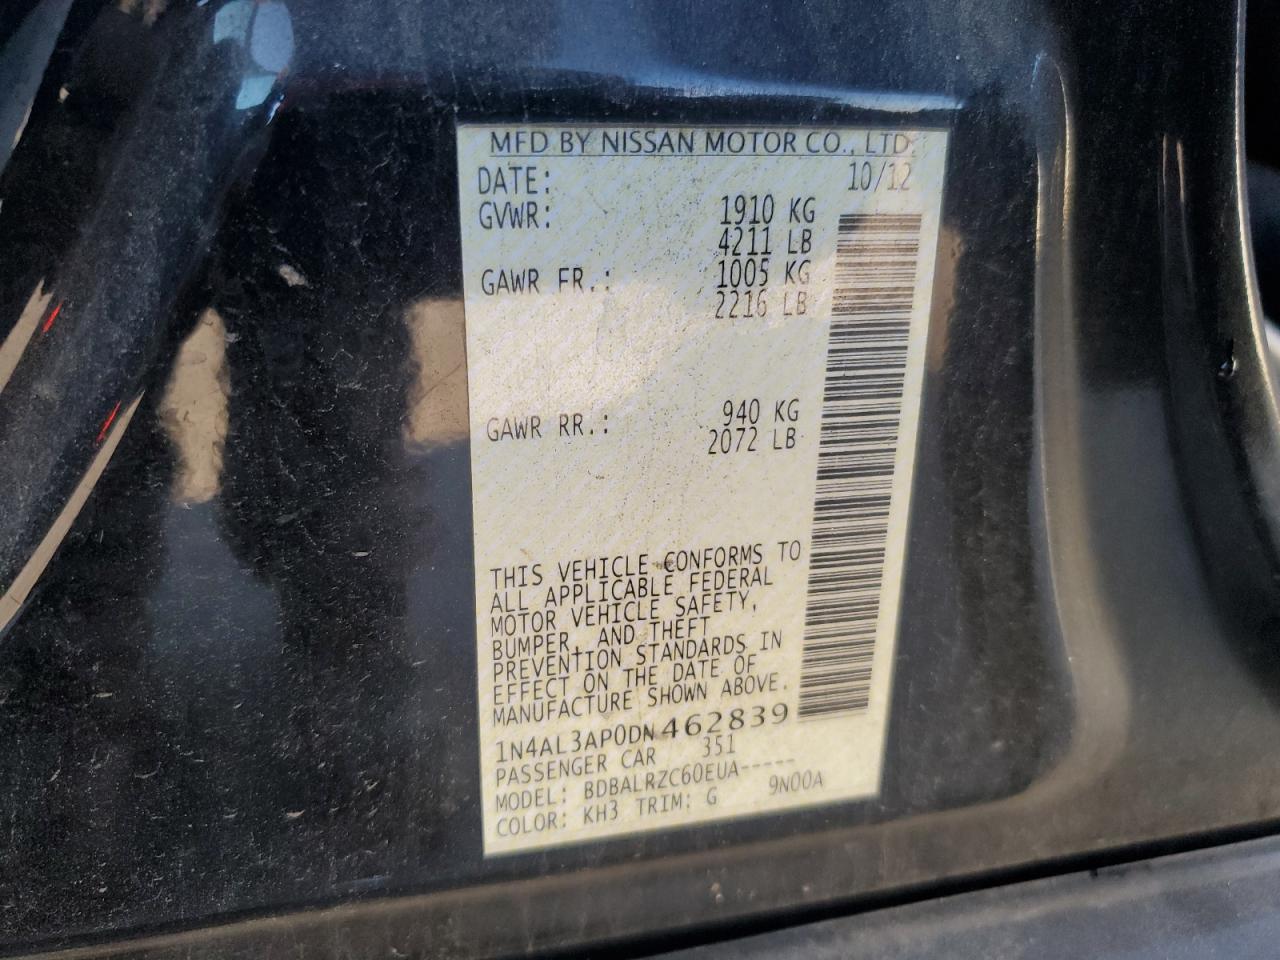 MFD BY NISSAN MOTOR CO., LTD.
DATE: 10/12
GVWR: 1910 KG
4211 LB
GAWR FR.: 1005 KG
2216 LB
GAWR RR.: 940 KG
2072 LB
THIS VEHICLE CONFORMS TO
ALL APPLICABLE FEDERAL
MOTOR VEHICLE SAFETY,
BUMPER, AND THEFT
PREVENTION STANDARDS IN
EFFECT ON THE DATE OF
MANUFACTURE SHOWN ABOVE.
1N4AL3AP0DN462839
PASSENGER CAR 351
MODEL: BDBALRZC60EUA-----
COLOR: KH3 TRIM: G 9N00A